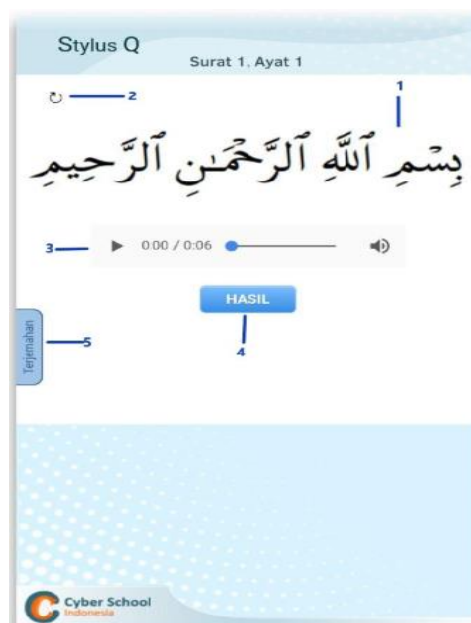 Stylus Q
Surat 1, Ayat 1
1
2
بِسْمِ ٱللَّهِ ٱلرَّحْمَـٰنِ ٱلرَّحِيمِ
3
0:00 / 0:06
HASIL
4
Terjemahan
5
Cyber School
Indonesia